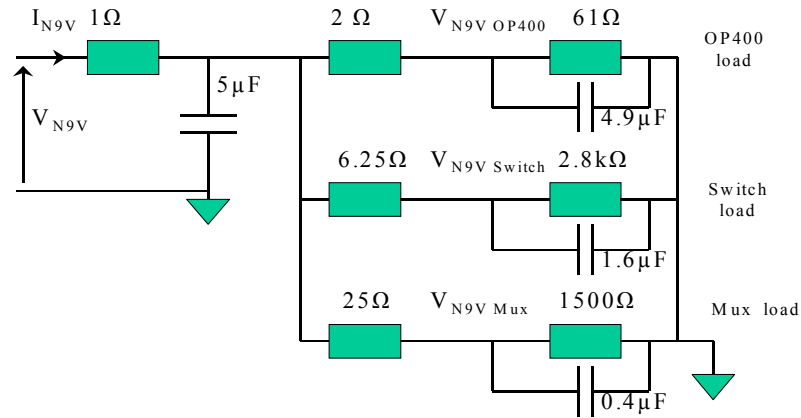 I N9V 1Ω 2 Ω V N9V OP400 61Ω OP400
load
5μF
V N9V 4.9μF
6.25Ω V N9V Switch 2.8kΩ Switch
load
1.6μF
25Ω V N9V Mux 1500Ω Mux load
0.4μF